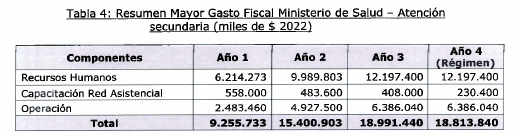 Tabla 4: Resumen Mayor Gasto Fiscal Ministerio de Salud – Atención
secundaria (miles de $ 2022)
Componentes Año 1 Año 2 Año 3 Año 4 (Régimen)
Recursos Humanos 6.214.273 9.989.803 12.197.400 12.197.400
Capacitación Red Asistencial 558.000 483.600 408.000 230.400
Operación 2.483.460 4.927.500 6.386.040 6.386.040
Total 9.255.733 15.400.903 18.991.440 18.813.840